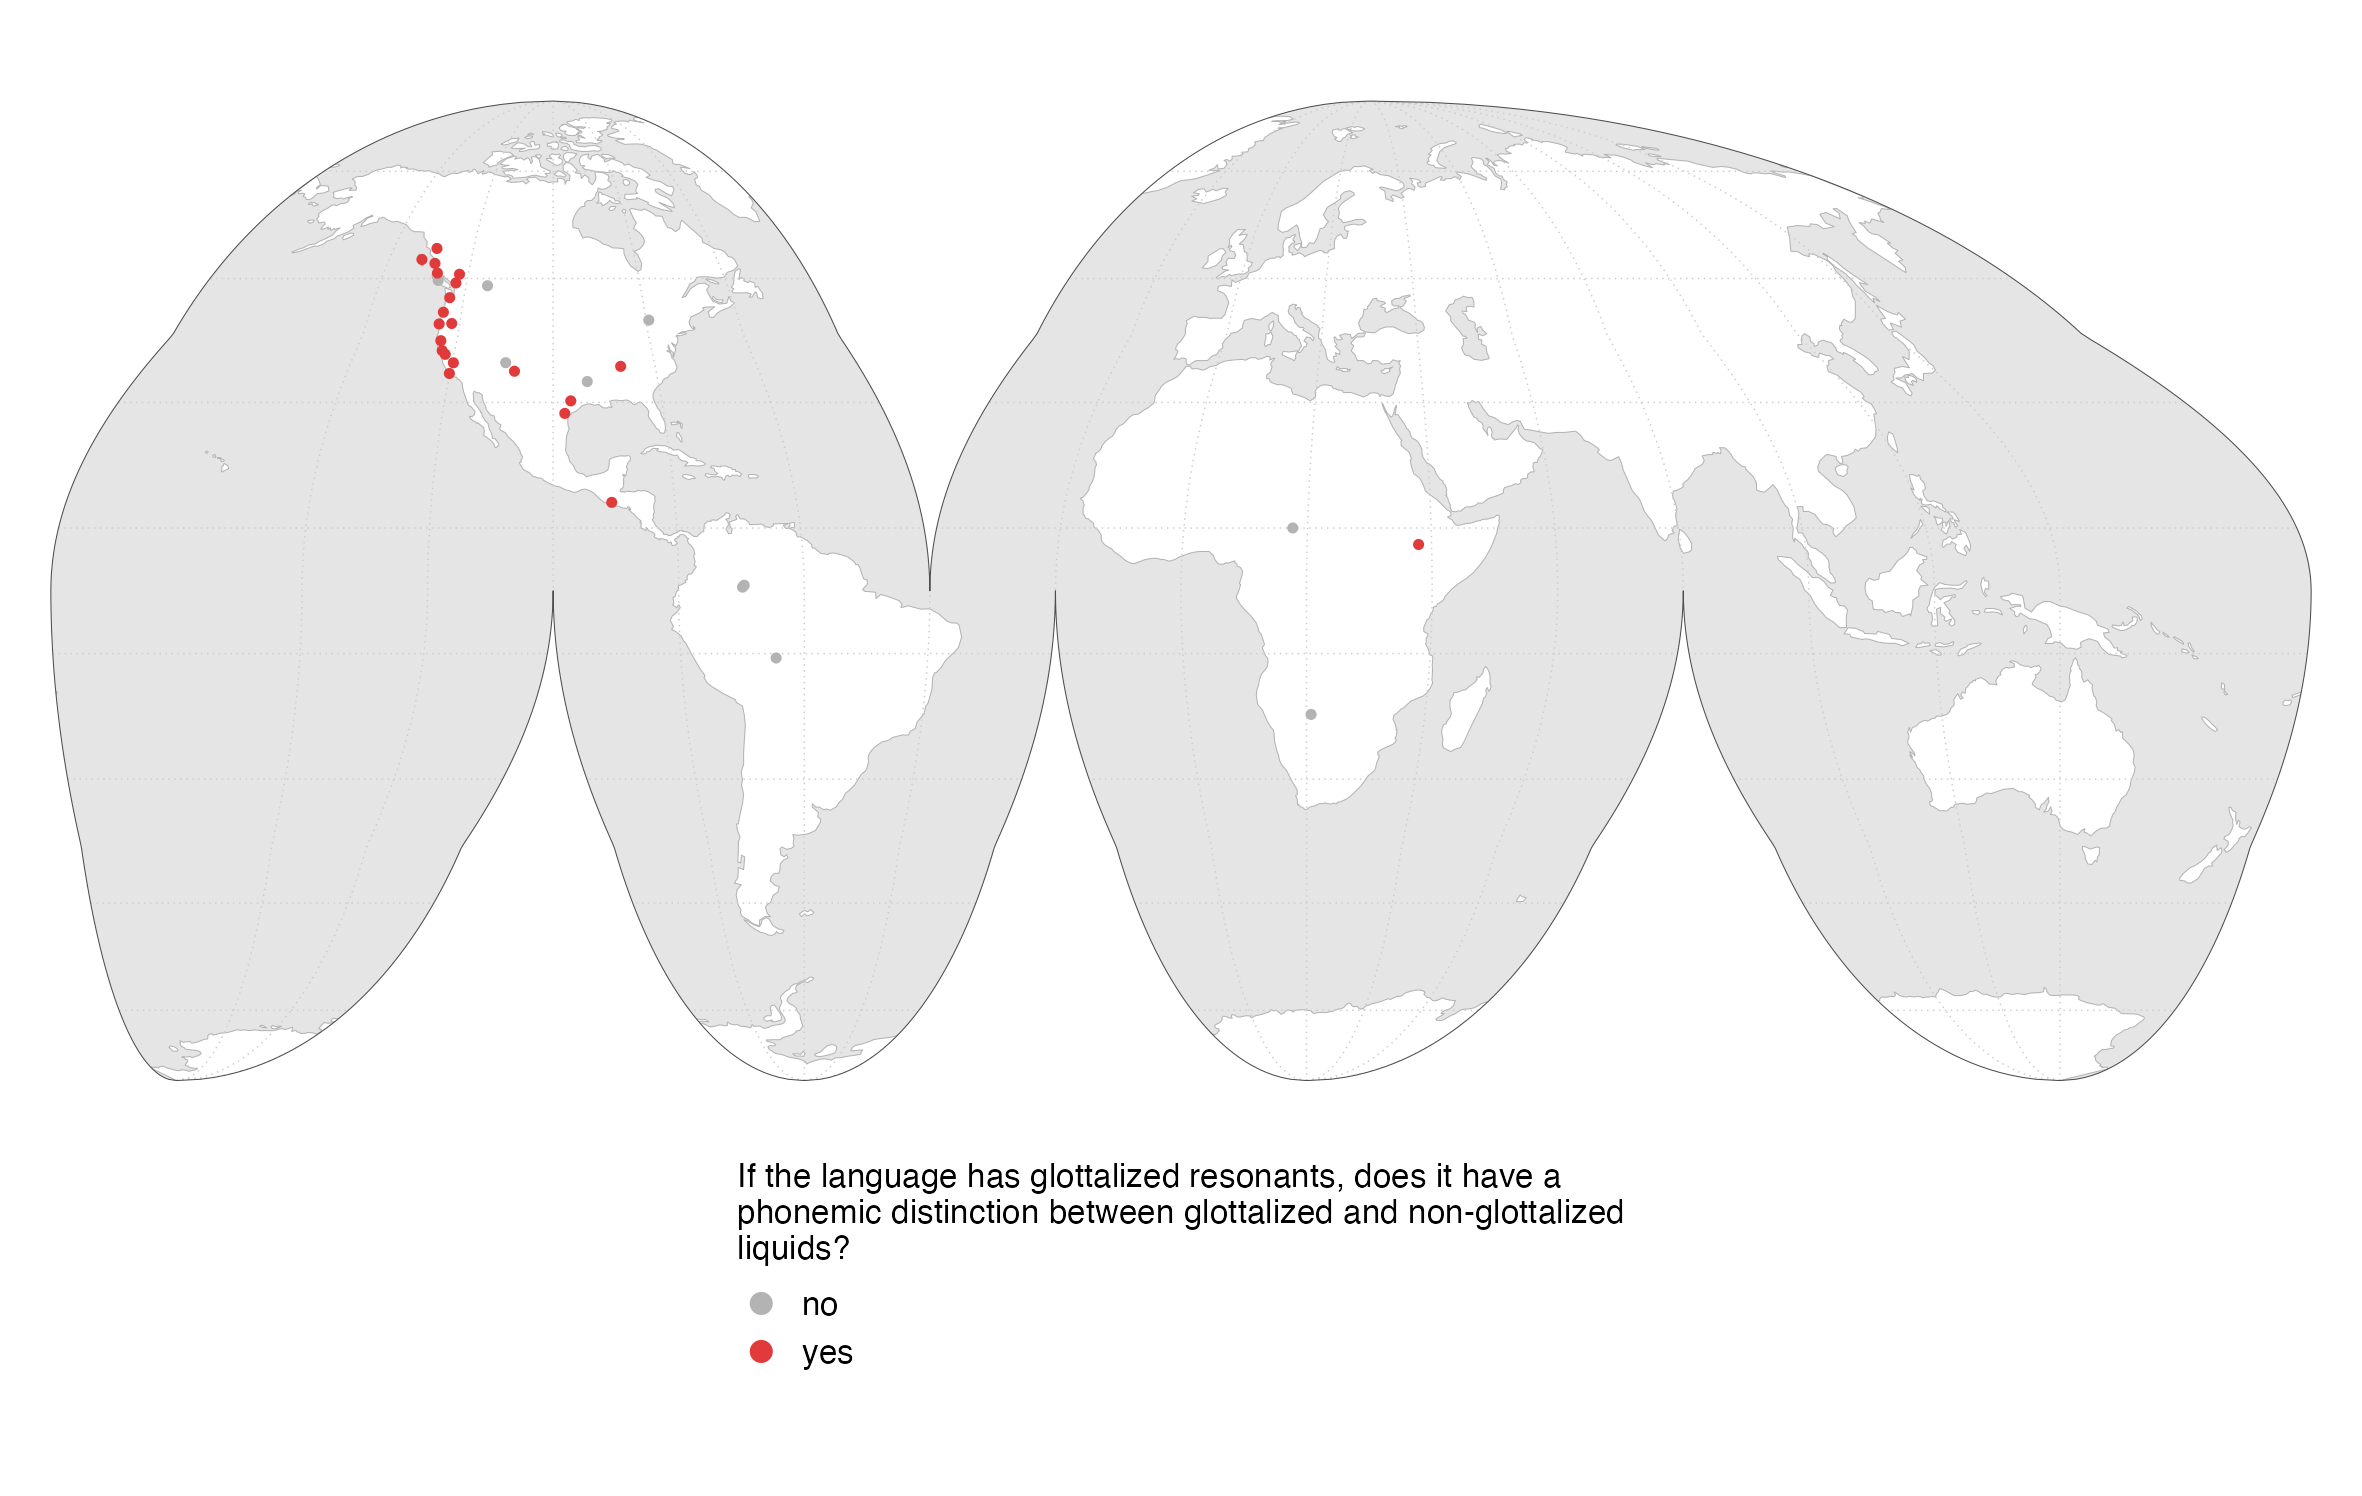 If the language has glottalized resonants, does it have a
phonemic distinction between glottalized and non-glottalized
liquids?
no
yes